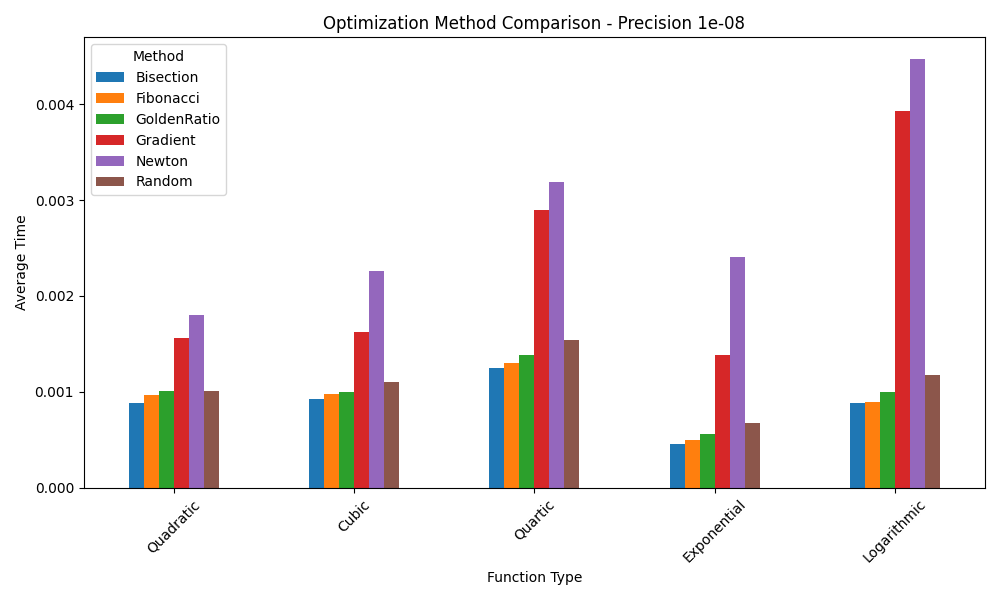 Optimization Method Comparison - Precision 1e-08
Method
Bisection
Fibonacci
GoldenRatio
Gradient
Newton
Random
Average Time
0.004
0.003
0.002
0.001
0.000
Quadratic
Cubic
Quartic
Exponential
Logarithmic
Function Type